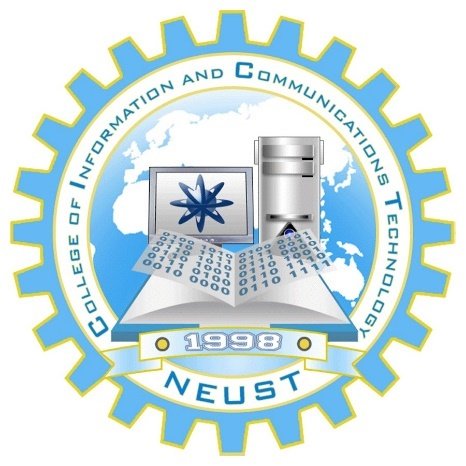 COLLEGE OF INFORMATION AND COMMUNICATIONS TECHNOLOGY
1998
NEUST